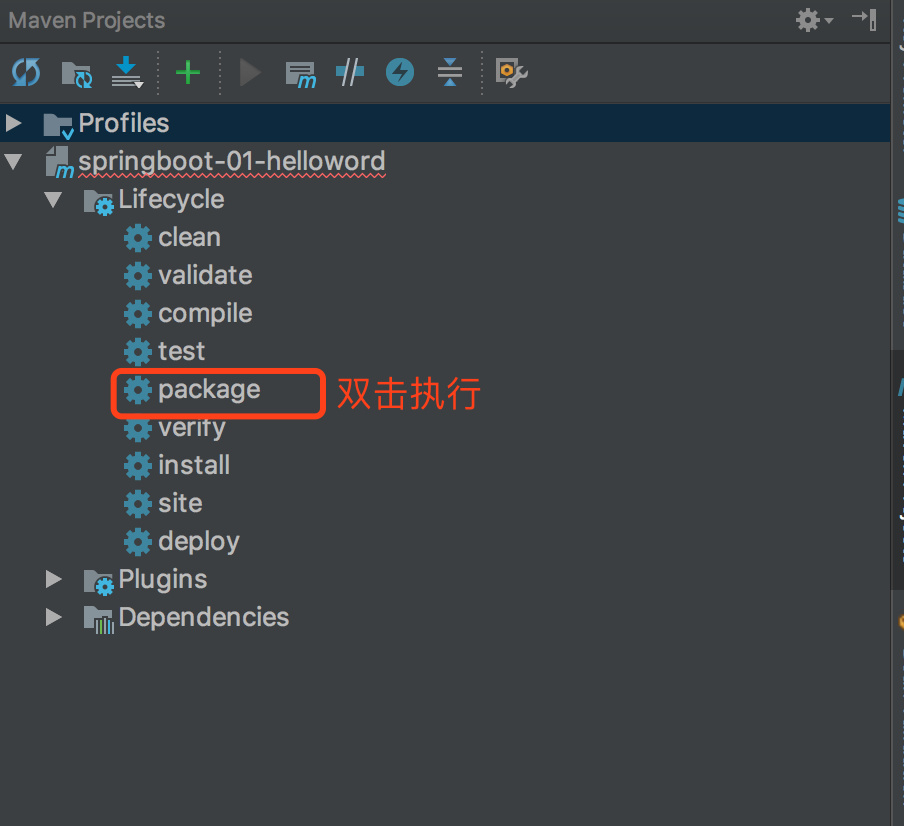 Maven Projects
Profiles
springboot-01-helloword
Lifecycle
clean
validate
compile
test
package 双击执行
verify
install
site
deploy
Plugins
Dependencies